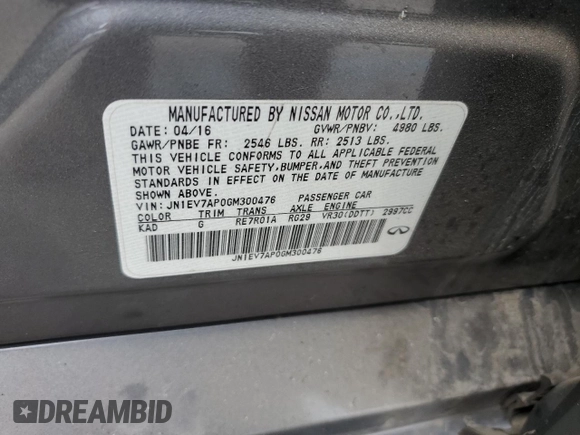 MANUFACTURED BY NISSAN MOTOR CO.,LTD.
DATE: 04/16 GVWR/PNBV: 4980 LBS.
GAWR/PNBE FR: 2546 LBS. RR: 2513 LBS.
THIS VEHICLE CONFORMS TO ALL APPLICABLE FEDERAL
MOTOR VEHICLE SAFETY,BUMPER,AND THEFT PREVENTION
STANDARDS IN EFFECT ON THE DATE OF MANUFACTURE
SHOWN ABOVE.
VIN: JN1EV7AP0GM300476 PASSENGER CAR
COLOR TRIM TRANS AXLE ENGINE
KAD G RE7R01A RG29 VR30(DDTT) 2997CC
JN1EV7AP0GM300476
DREAMBID